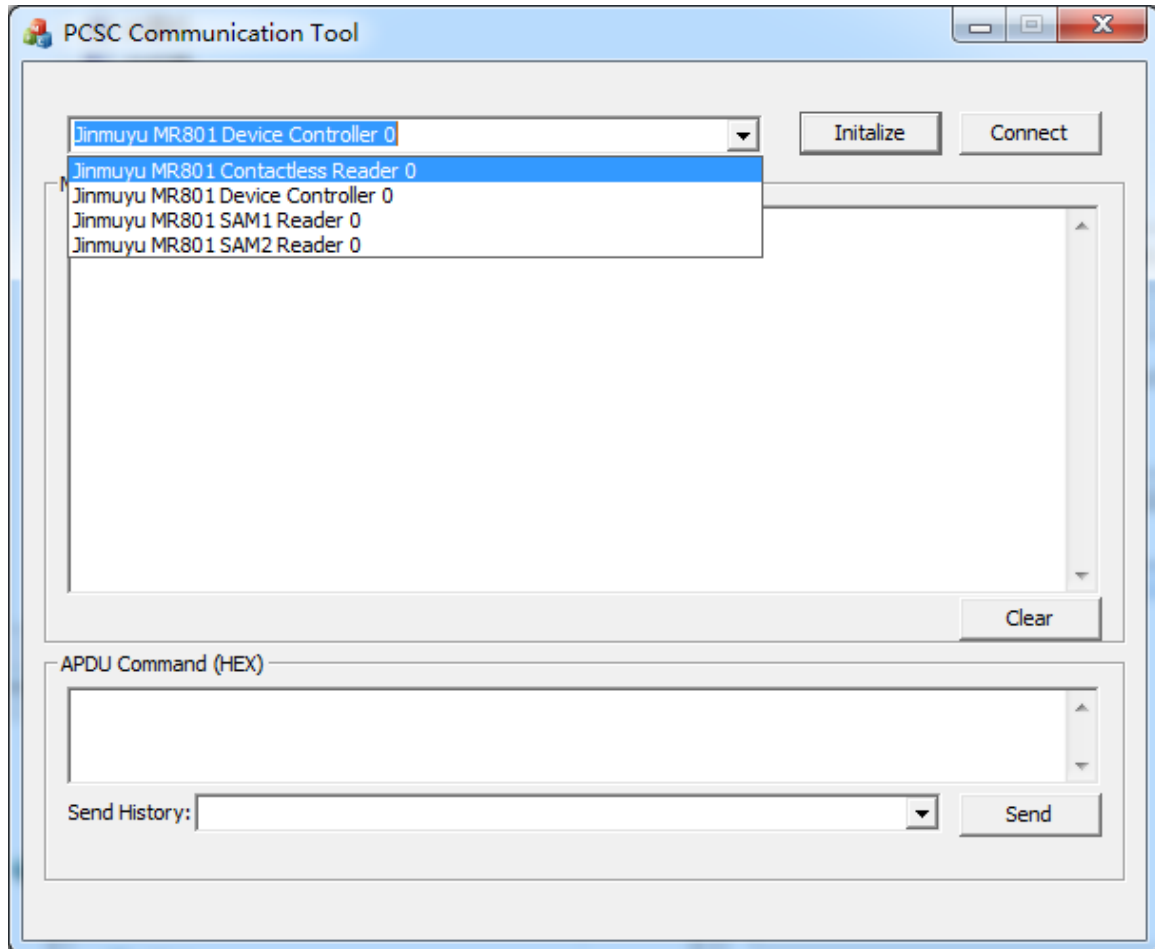 PCSC Communication Tool
Jinmuyu MR801 Device Controller 0
Initalize
Connect
Jinmuyu MR801 Contactless Reader 0
Jinmuyu MR801 Device Controller 0
Jinmuyu MR801 SAM1 Reader 0
Jinmuyu MR801 SAM2 Reader 0
Clear
APDU Command (HEX)
Send History:
Send